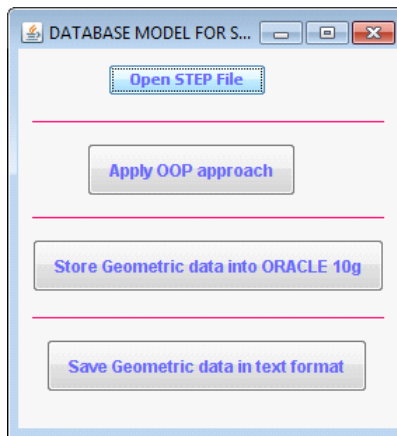 DATABASE MODEL FOR S...
Open STEP File
Apply OOP approach
Store Geometric data into ORACLE 10g
Save Geometric data in text format